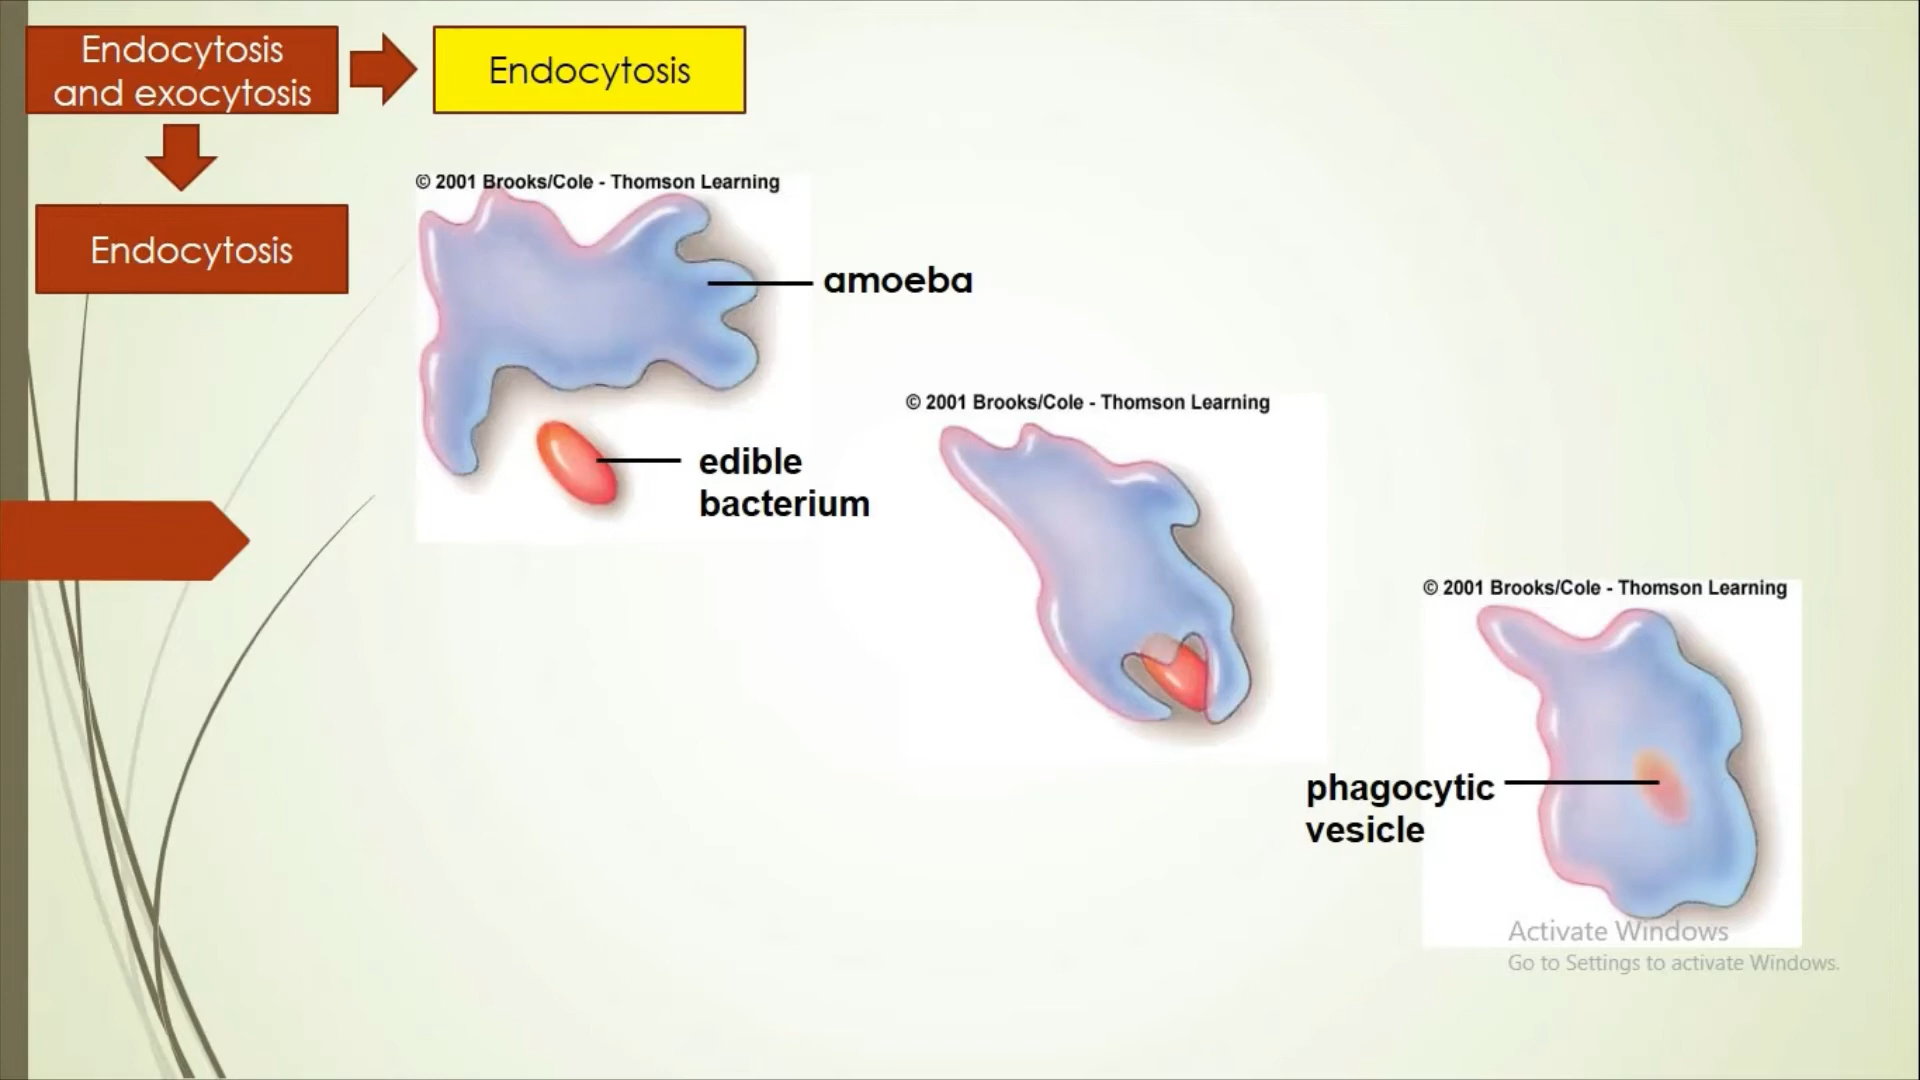 Endocytosis
and exocytosis
Endocytosis
Endocytosis
© 2001 Brooks/Cole - Thomson Learning
amoeba
edible
bacterium
© 2001 Brooks/Cole - Thomson Learning
© 2001 Brooks/Cole - Thomson Learning
phagocytic
vesicle
Activate Windows
Go to Settings to activate Windows.